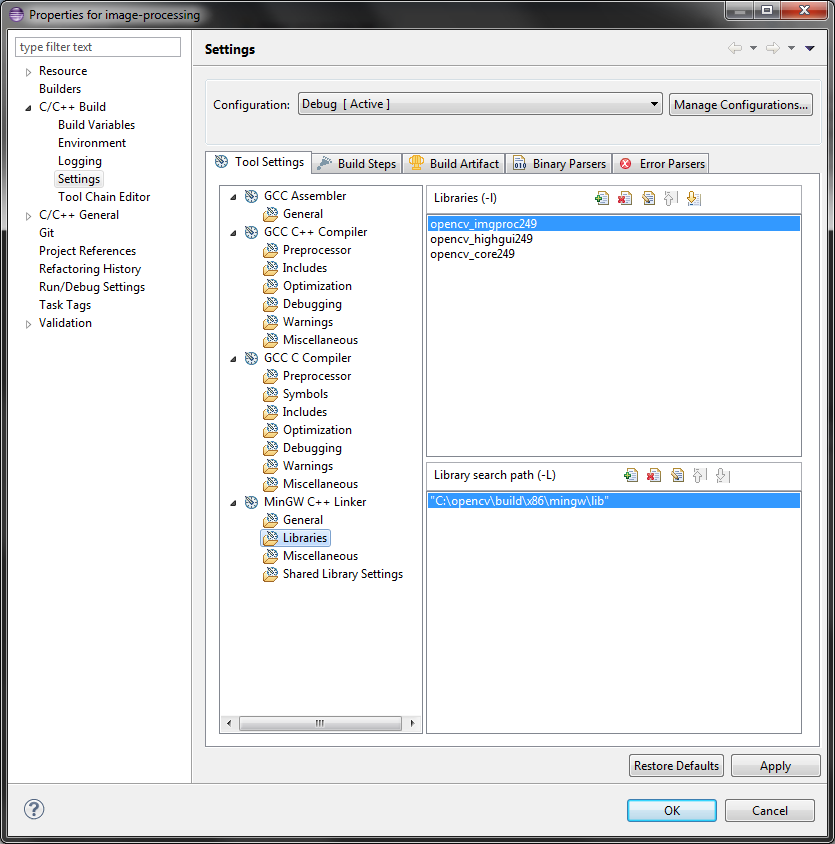 Properties for image-processing
type filter text
Resource
Builders
C/C++ Build
Build Variables
Environment
Logging
Settings
Tool Chain Editor
C/C++ General
Git
Project References
Refactoring History
Run/Debug Settings
Task Tags
Validation
Settings
Configuration: Debug [ Active ] Manage Configurations...
Tool Settings Build Steps Build Artifact Binary Parsers Error Parsers
GCC Assembler
General
GCC C++ Compiler
Preprocessor
Includes
Optimization
Debugging
Warnings
Miscellaneous
GCC C Compiler
Preprocessor
Symbols
Includes
Optimization
Debugging
Warnings
Miscellaneous
MinGW C++ Linker
General
Libraries
Miscellaneous
Shared Library Settings
Libraries (-l)
opencv_imgproc249
opencv_highgui249
opencv_core249
Library search path (-L)
"C:\opencv\build\x86\mingw\lib"
Restore Defaults Apply
OK Cancel